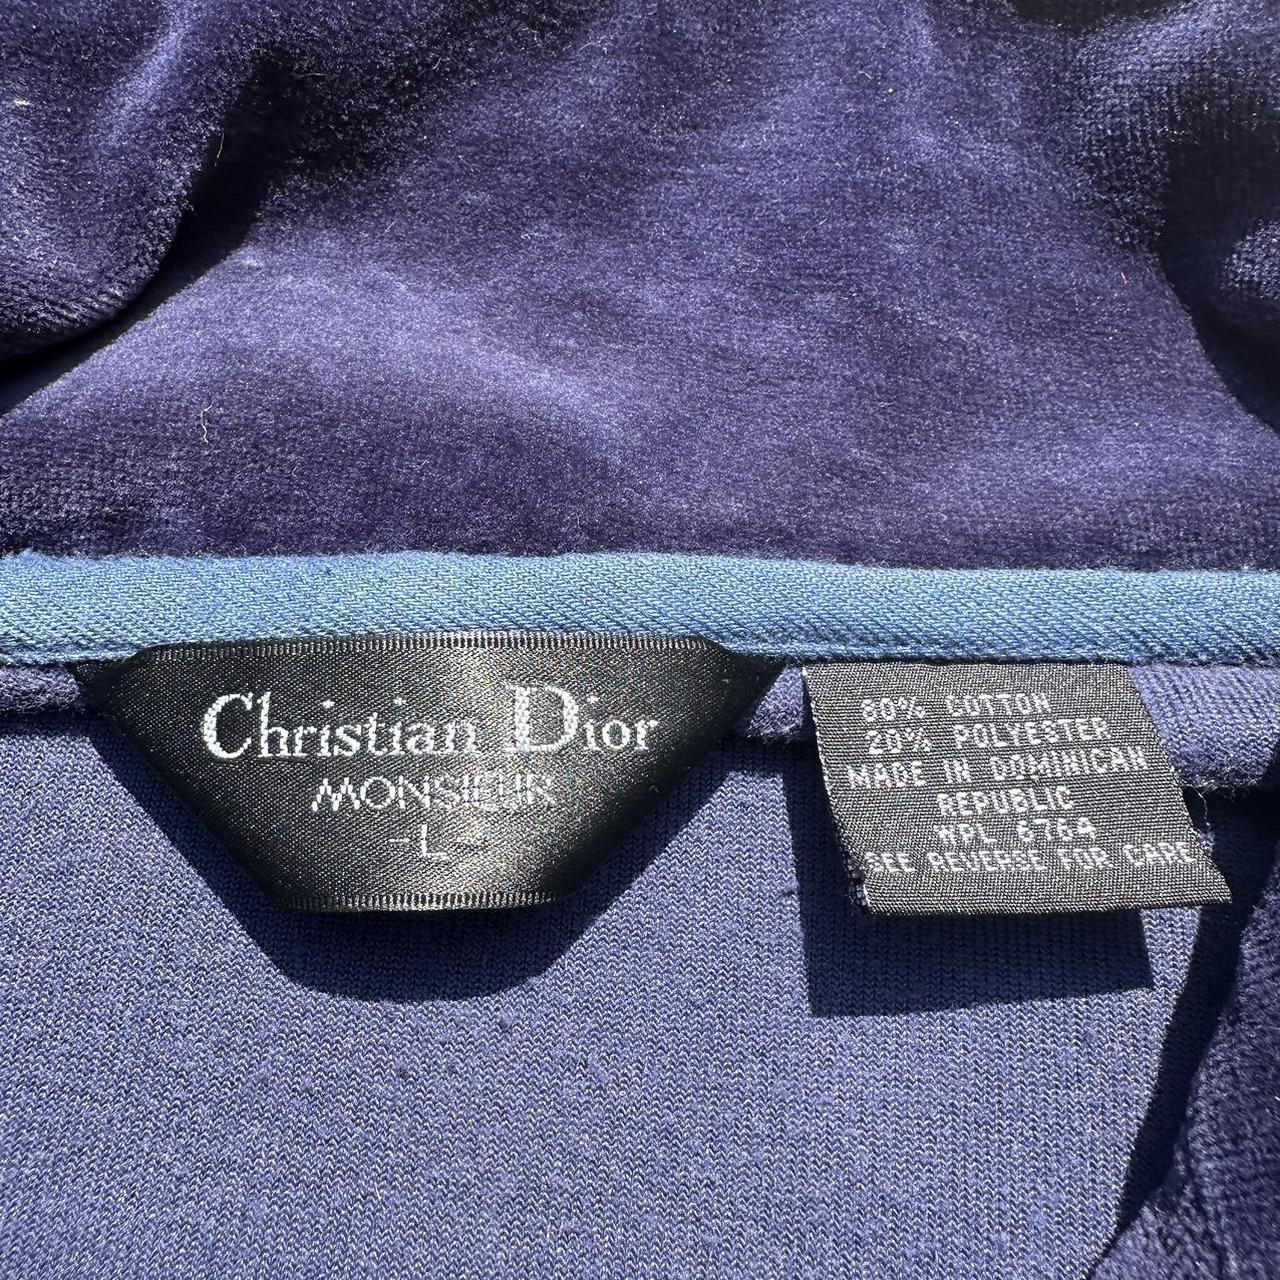 Christian Dior
MONSIEUR
-L-
80% COTTON
20% POLYESTER
MADE IN DOMINICAN
REPUBLIC
WPL 6764
SEE REVERSE FOR CARE